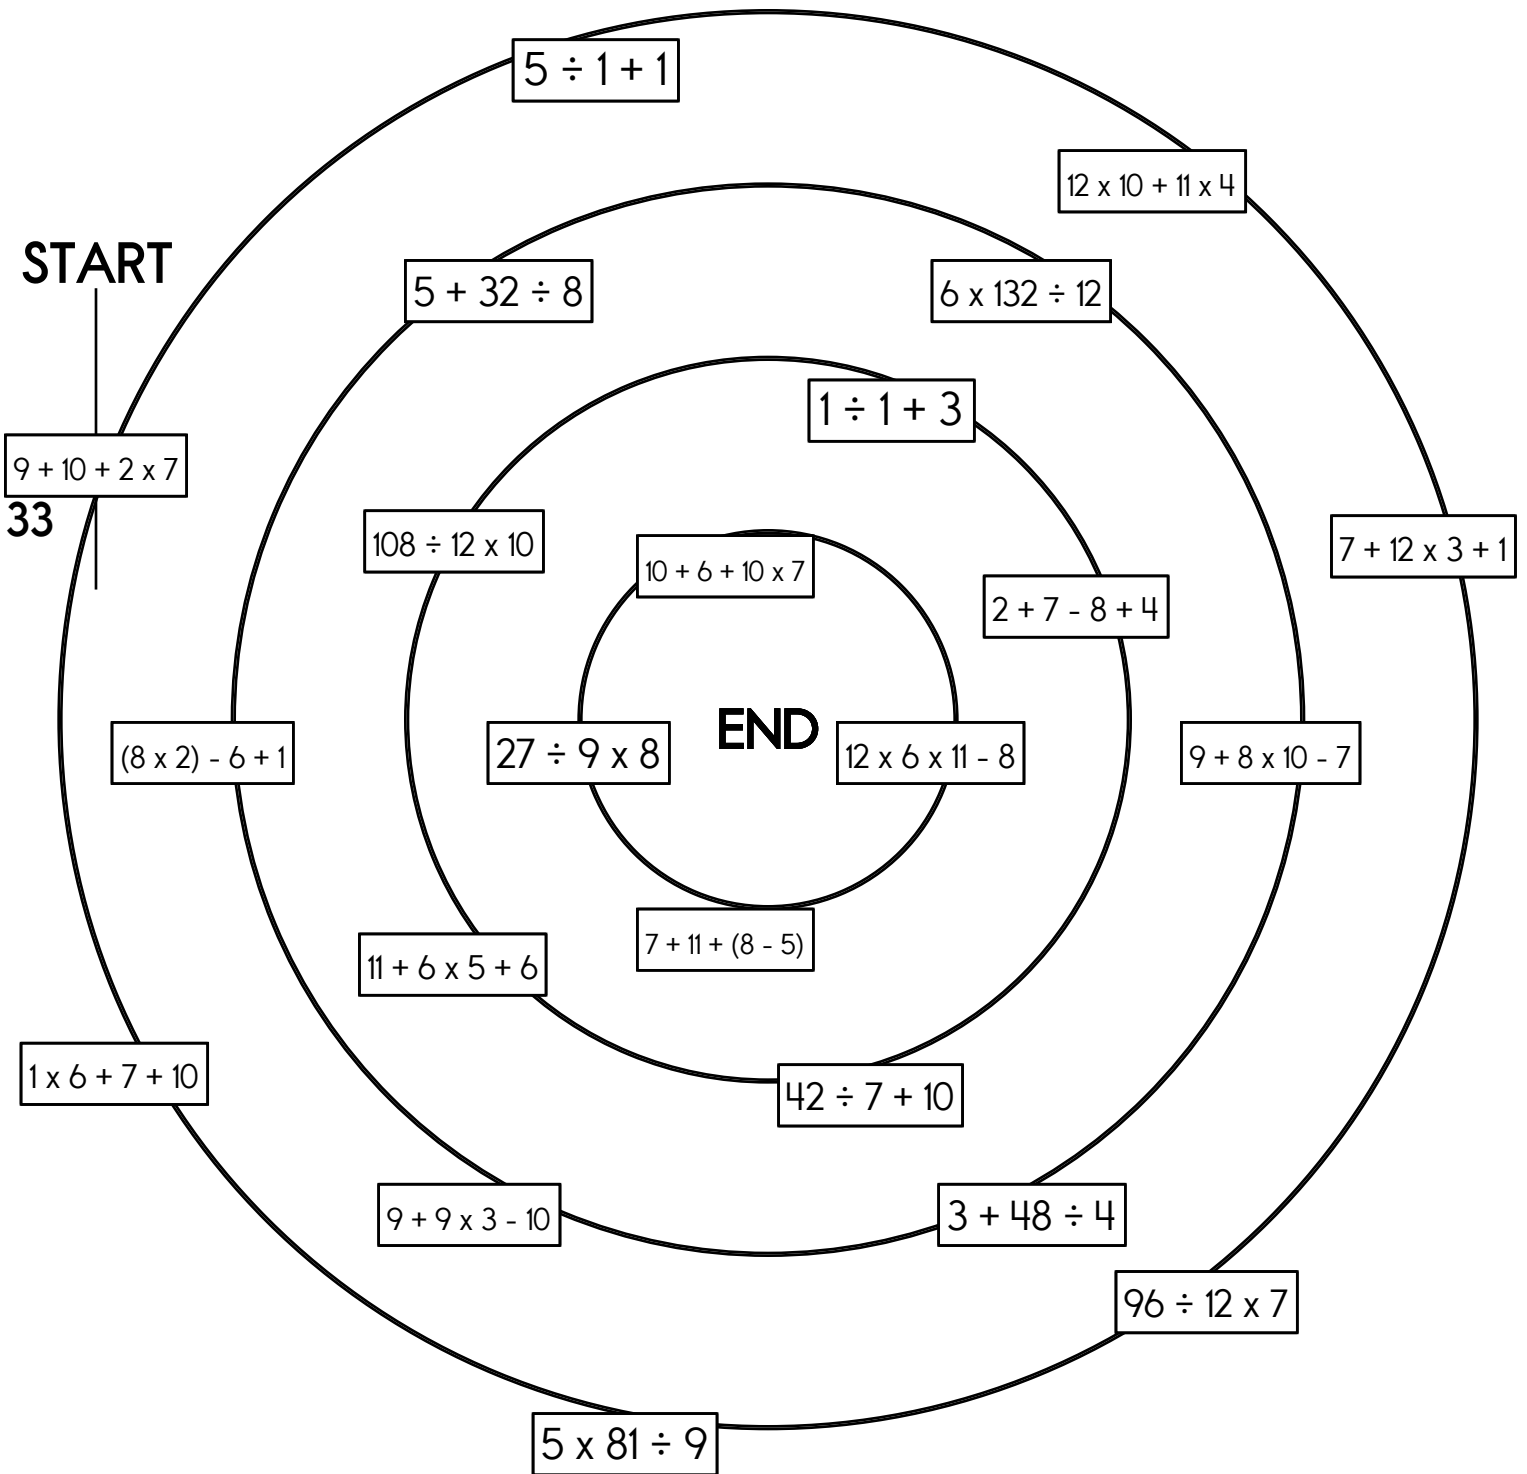 5 ÷ 1 + 1
12 x 10 + 11 x 4
START
5 + 32 ÷ 8
6 x 132 ÷ 12
1 ÷ 1 + 3
9 + 10 + 2 x 7
33
108 ÷ 12 x 10
7 + 12 x 3 + 1
10 + 6 + 10 x 7
2 + 7 - 8 + 4
END
(8 x 2) - 6 + 1
27 ÷ 9 x 8
12 x 6 x 11 - 8
9 + 8 x 10 - 7
7 + 11 + (8 - 5)
11 + 6 x 5 + 6
1 x 6 + 7 + 10
42 ÷ 7 + 10
9 + 9 x 3 - 10
3 + 48 ÷ 4
96 ÷ 12 x 7
5 x 81 ÷ 9